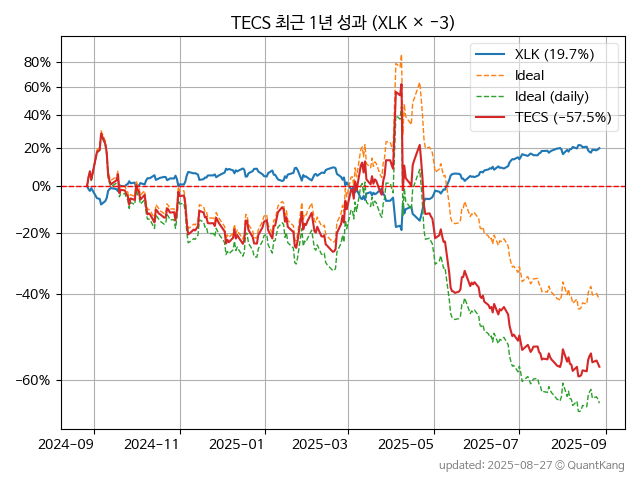 TECS 최근 1년 성과 (XLK × −3)
XLK (19.7%)
Ideal
Ideal (daily)
TECS (−57.5%)
80%
60%
40%
20%
0%
−20%
−40%
−60%
2024-09 2024-11 2025-01 2025-03 2025-05 2025-07 2025-09
updated: 2025-08-27 © QuantKang